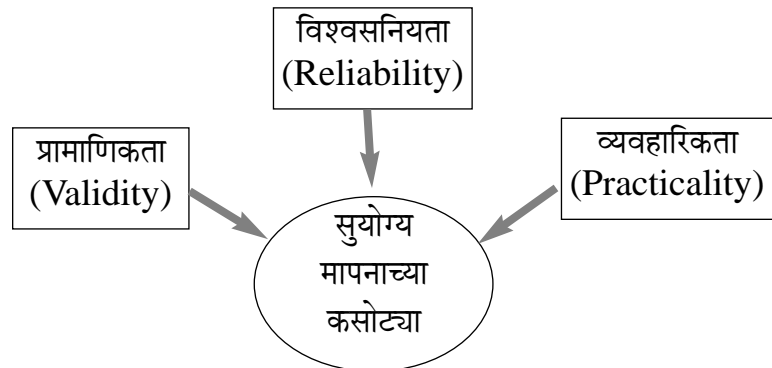 विश्वसनियता
(Reliability)
प्रामाणिकता
(Validity)
व्यवहारिकता
(Practicality)
सुयोग्य
मापनाच्या
कसोट्या